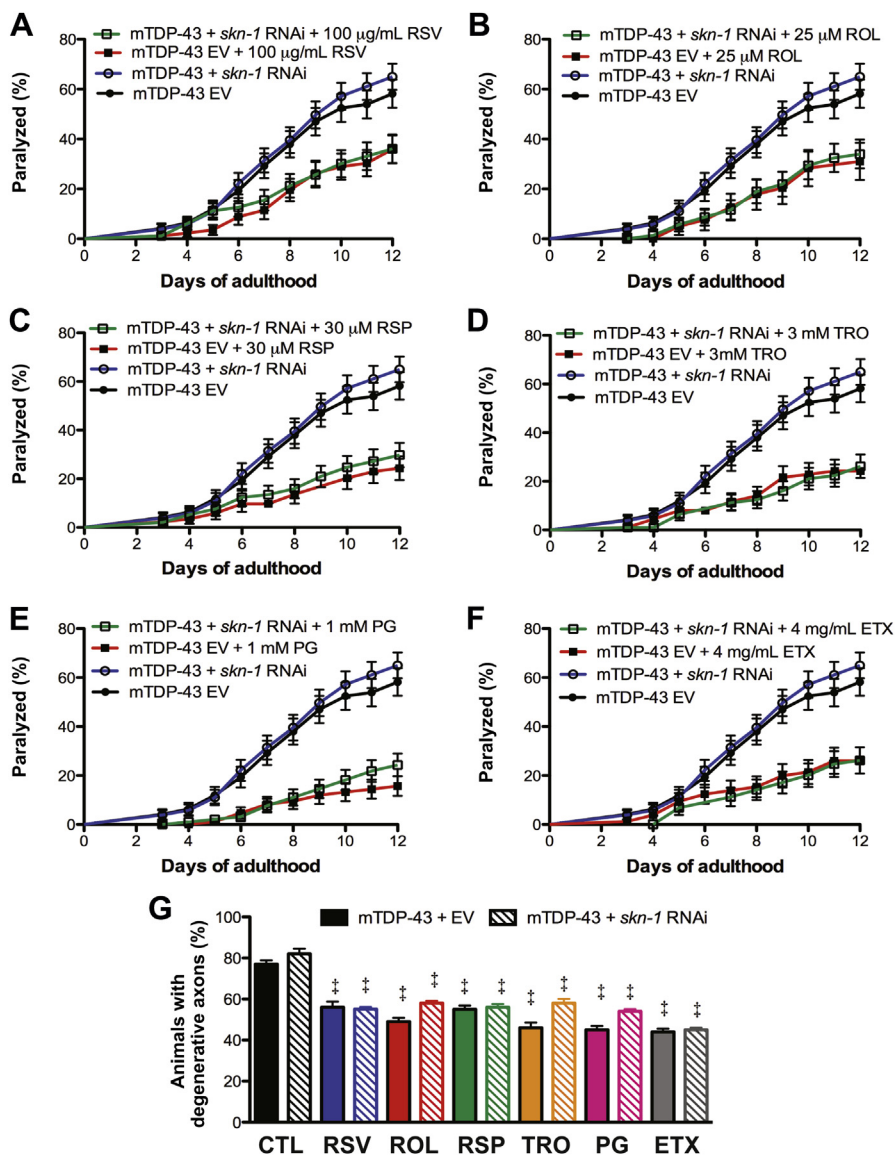 A
mTDP-43 + skn-1 RNAi + 100 μg/mL RSV
mTDP-43 EV + 100 μg/mL RSV
mTDP-43 + skn-1 RNAi
mTDP-43 EV
Paralyzed (%)
80
60
40
20
0
0 2 4 6 8 10 12
Days of adulthood
B
mTDP-43 + skn-1 RNAi + 25 μM ROL
mTDP-43 EV + 25 μM ROL
mTDP-43 + skn-1 RNAi
mTDP-43 EV
Paralyzed (%)
80
60
40
20
0
0 2 4 6 8 10 12
Days of adulthood
C
mTDP-43 + skn-1 RNAi + 30 μM RSP
mTDP-43 EV + 30 μM RSP
mTDP-43 + skn-1 RNAi
mTDP-43 EV
Paralyzed (%)
80
60
40
20
0
0 2 4 6 8 10 12
Days of adulthood
D
mTDP-43 + skn-1 RNAi + 3 mM TRO
mTDP-43 EV + 3mM TRO
mTDP-43 + skn-1 RNAi
mTDP-43 EV
Paralyzed (%)
80
60
40
20
0
0 2 4 6 8 10 12
Days of adulthood
E
mTDP-43 + skn-1 RNAi + 1 mM PG
mTDP-43 EV + 1 mM PG
mTDP-43 + skn-1 RNAi
mTDP-43 EV
Paralyzed (%)
80
60
40
20
0
0 2 4 6 8 10 12
Days of adulthood
F
mTDP-43 + skn-1 RNAi + 4 mg/mL ETX
mTDP-43 EV + 4 mg/mL ETX
mTDP-43 + skn-1 RNAi
mTDP-43 EV
Paralyzed (%)
80
60
40
20
0
0 2 4 6 8 10 12
Days of adulthood
G
mTDP-43 + EV mTDP-43 + skn-1 RNAi
Animals with
degenerative axons (%)
100
80
60
40
20
0
‡ ‡ ‡ ‡ ‡ ‡ ‡ ‡ ‡ ‡ ‡ ‡
CTL RSV ROL RSP TRO PG ETX